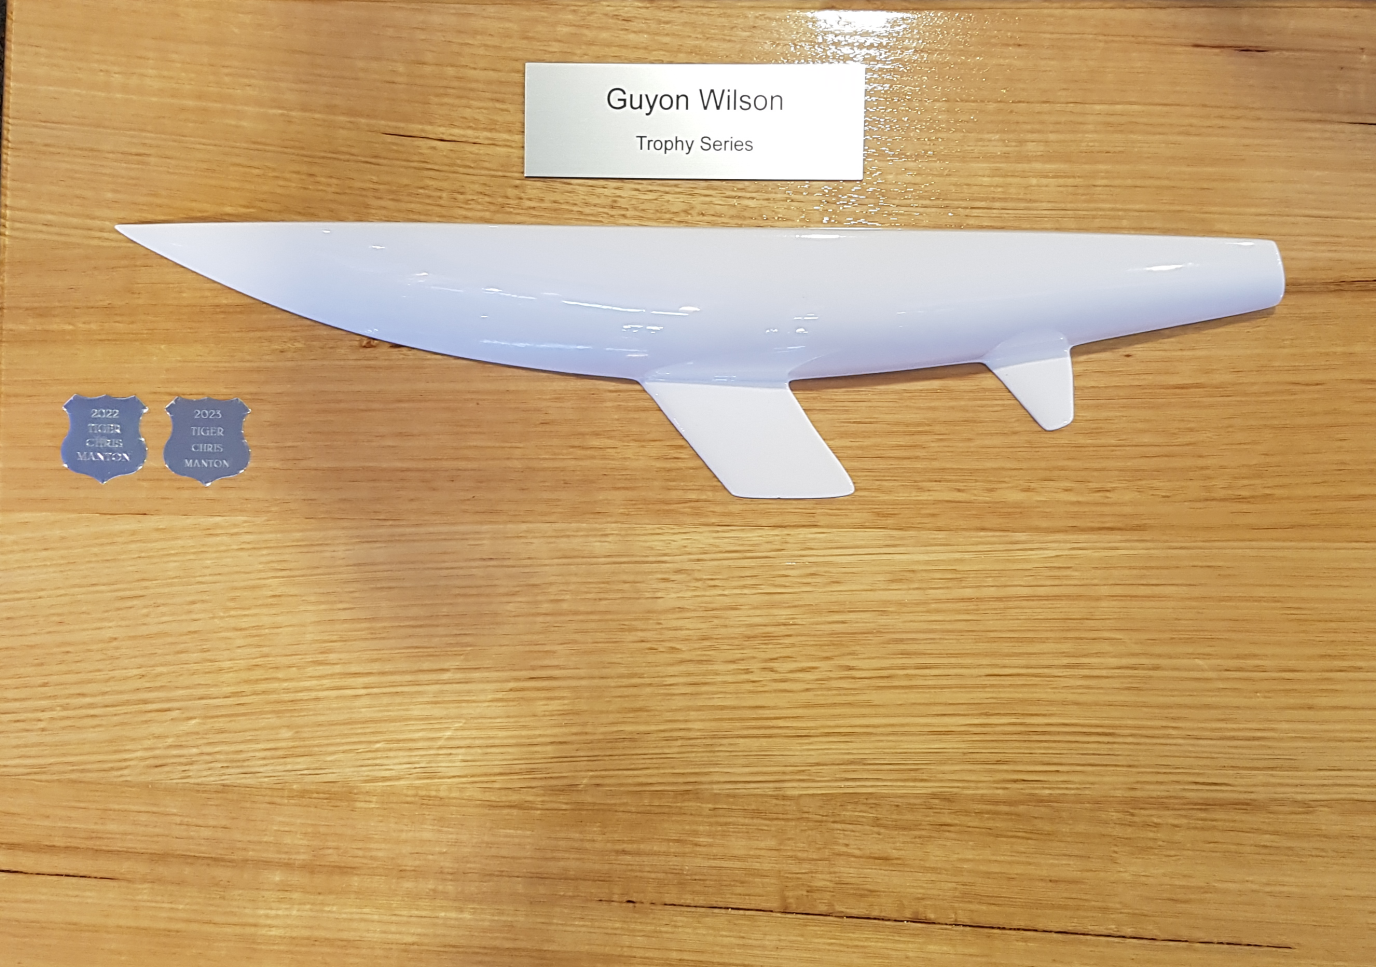 Guyon Wilson
Trophy Series
2022
TIGER
CHRIS
MANTON
2023
TIGER
CHRIS
MANTON